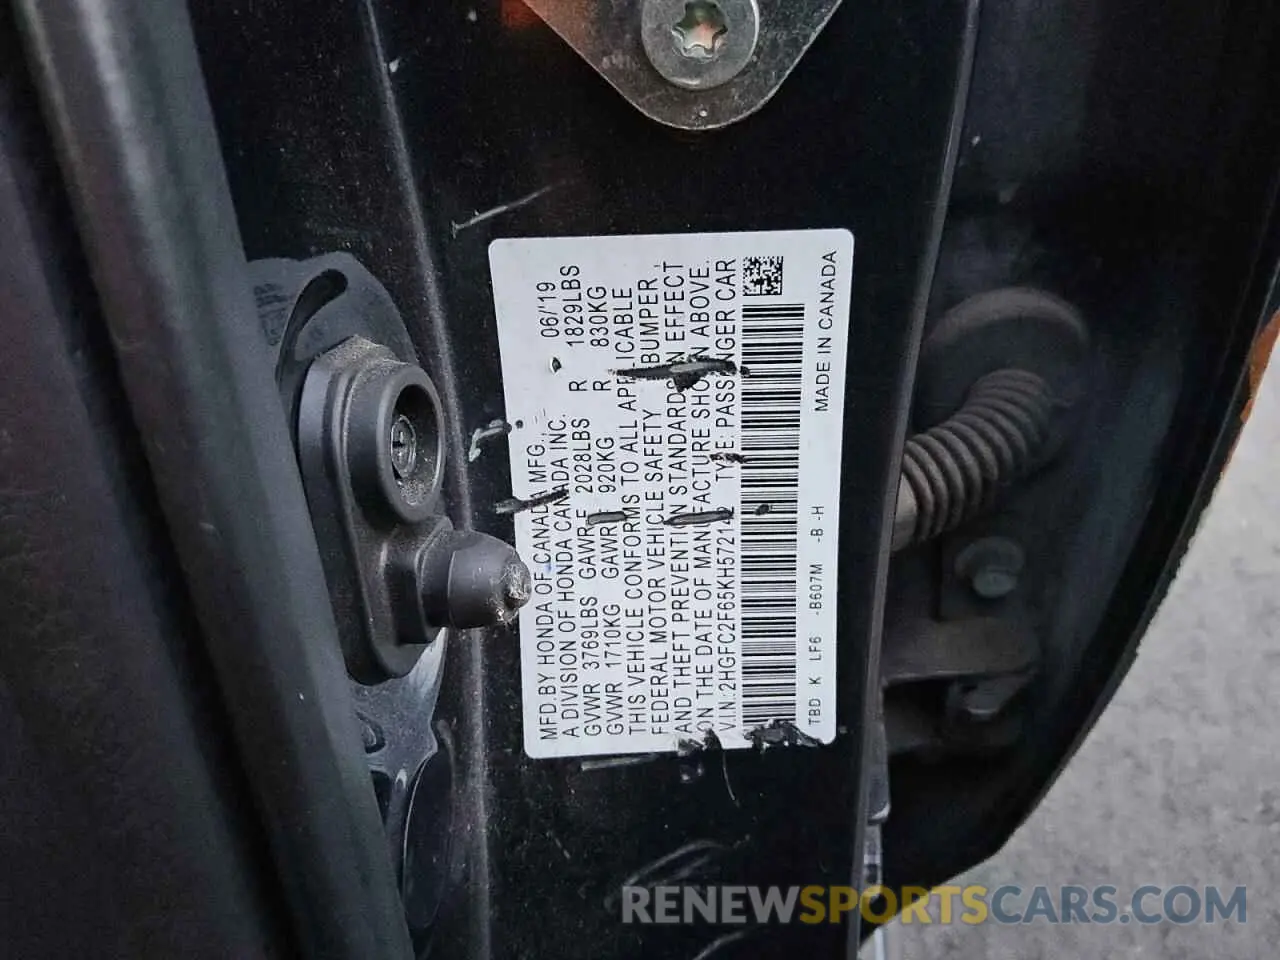 MFD.BY HONDA OF CANADA MFG., 06/19
A DIVISION OF HONDA CANADA INC.
GVWR 3769LBS GAWR F 2028LBS R 1829LBS
GVWR 1710KG GAWR F 920KG R 830KG
THIS VEHICLE CONFORMS TO ALL APPLICABLE
FEDERAL MOTOR VEHICLE SAFETY BUMPER,
AND THEFT PREVENTION STANDARDS IN EFFECT
ON THE DATE OF MANUFACTURE SHOWN ABOVE.
V.I.N.: 2HGFC2F65KH572142 TYPE: PASSENGER CAR
TBD K LF6 -B607M -B -H MADE IN CANADA
RENEWSPORTSCARS.COM